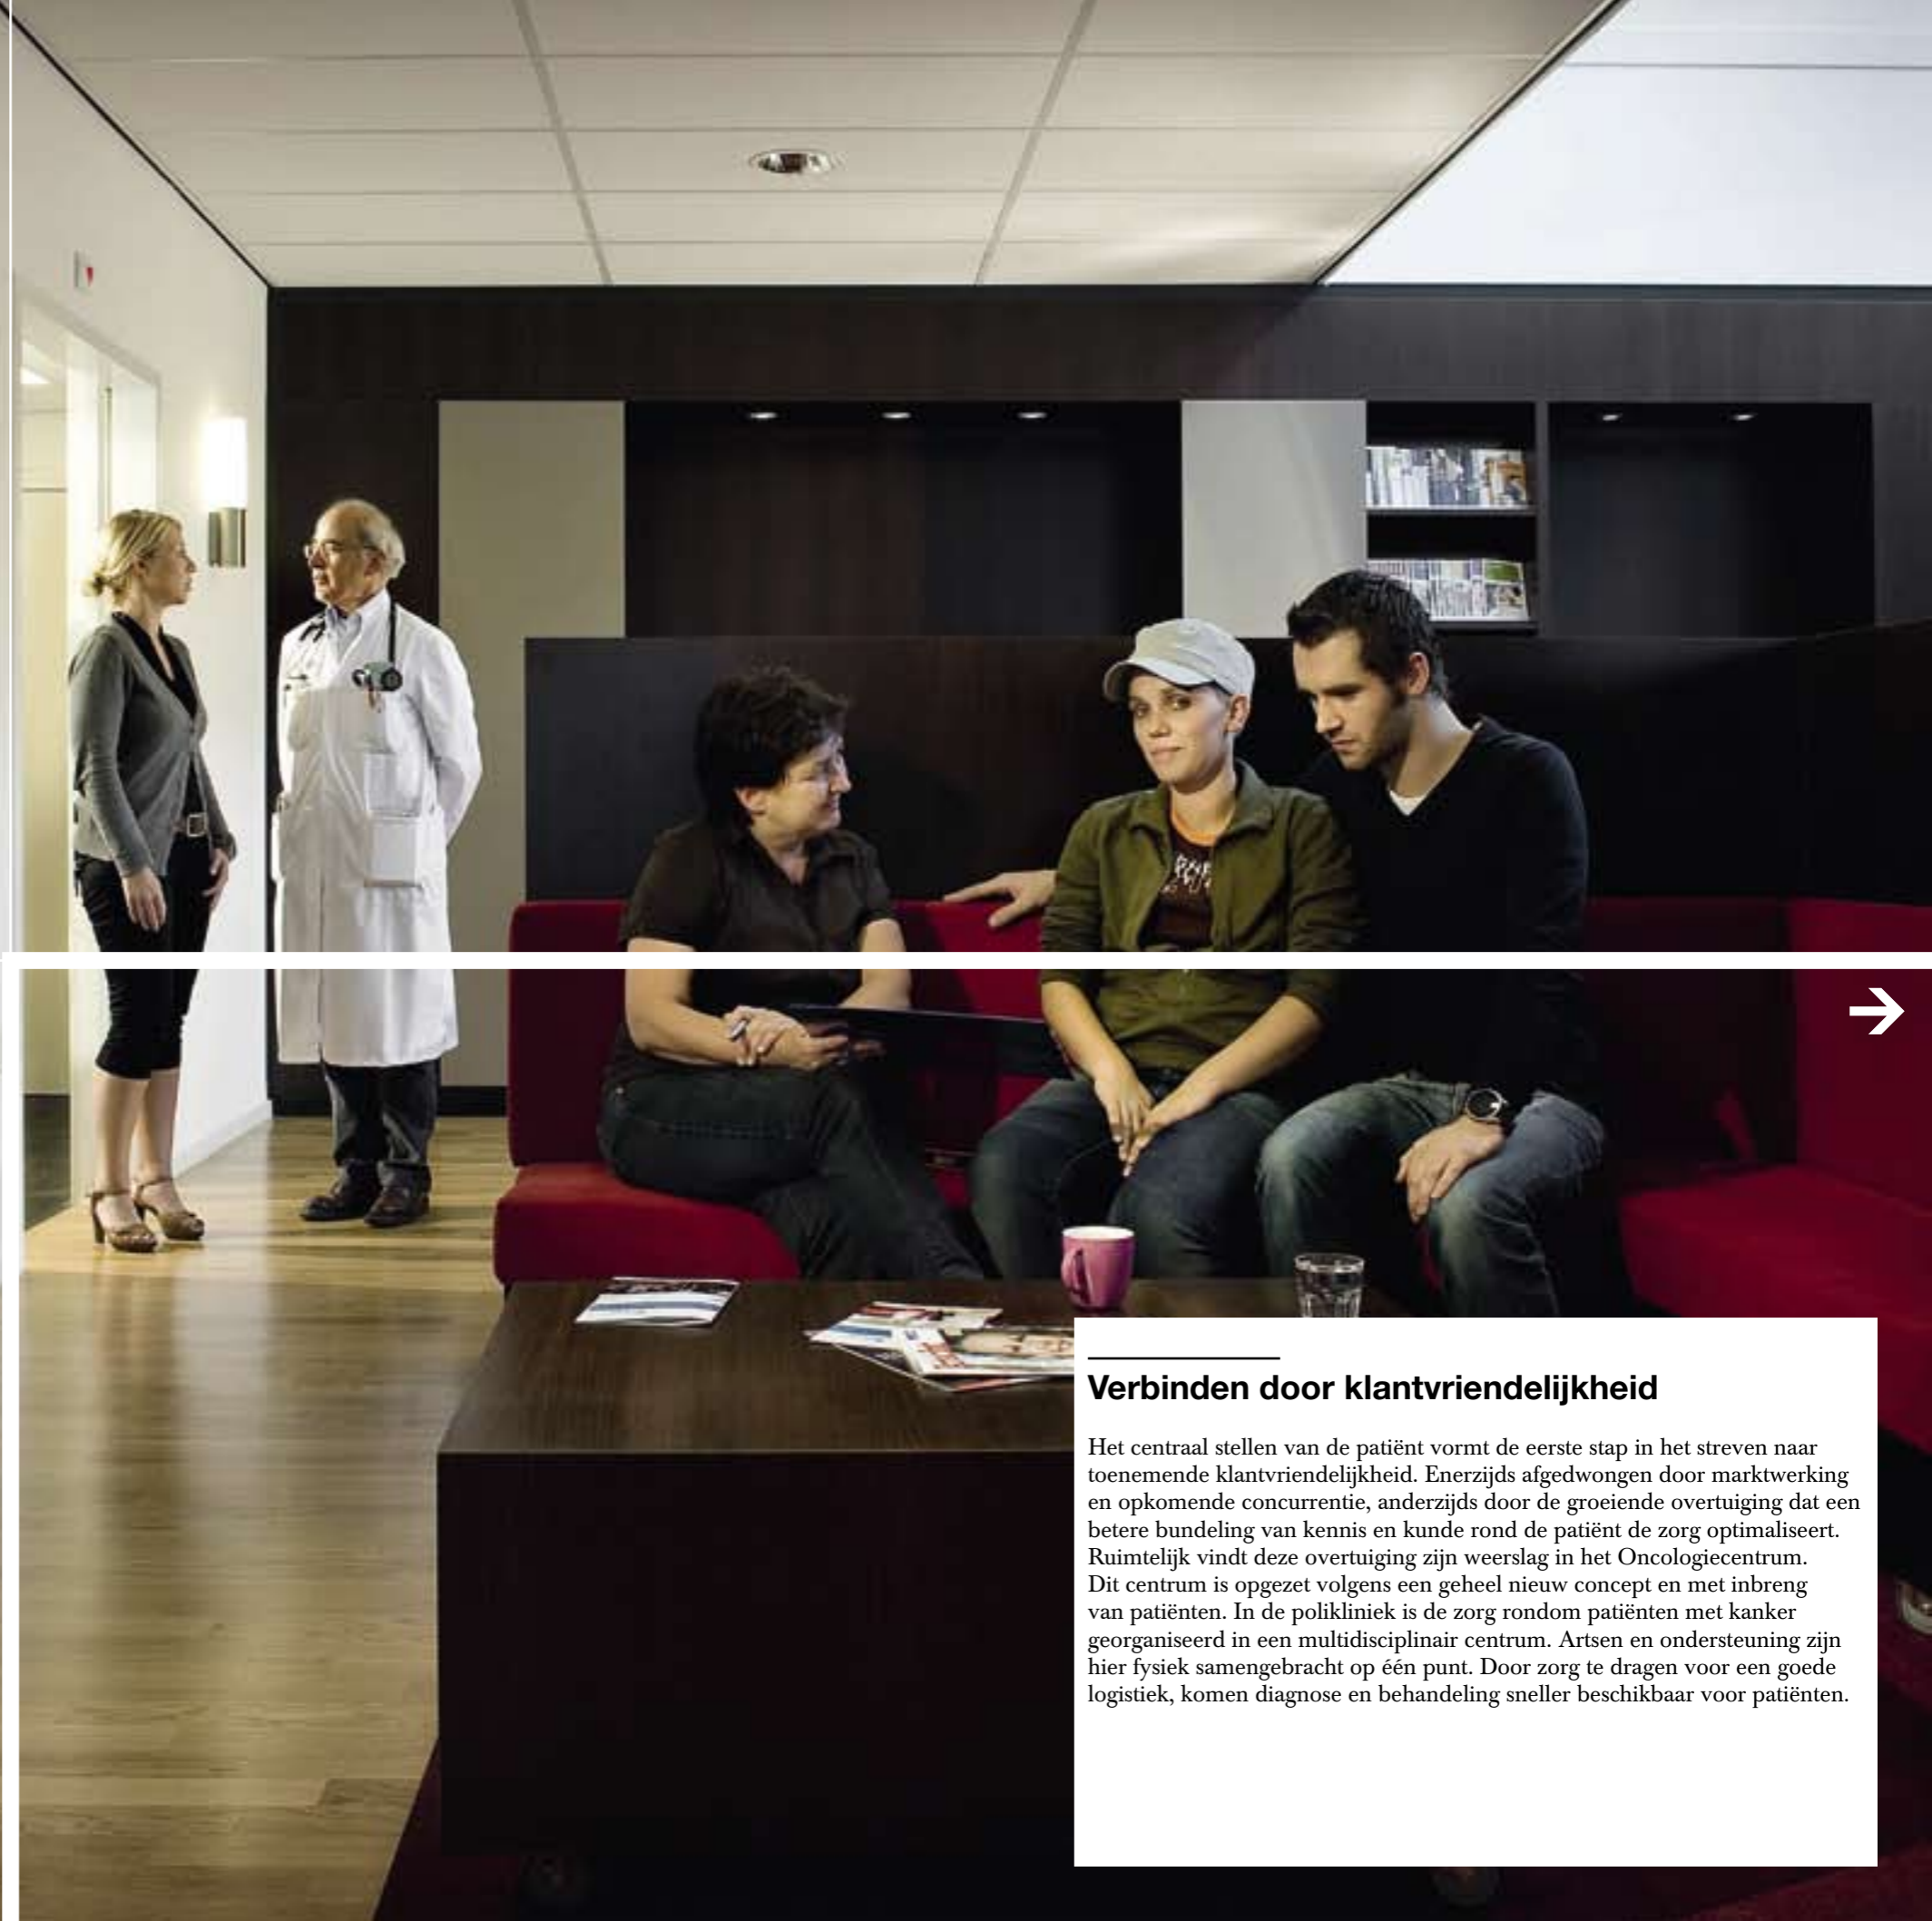 Verbinden door klantvriendelijkheid
Het centraal stellen van de patiënt vormt de eerste stap in het streven naar
toenemende klantvriendelijkheid. Enerzijds afgedwongen door marktwerking
en opkomende concurrentie, anderzijds door de groeiende overtuiging dat een
betere bundeling van kennis en kunde rond de patiënt de zorg optimaliseert.
Ruimtelijk vindt deze overtuiging zijn weerslag in het Oncologiecentrum.
Dit centrum is opgezet volgens een geheel nieuw concept en met inbreng
van patiënten. In de polikliniek is de zorg rondom patiënten met kanker
georganiseerd in een multidisciplinair centrum. Artsen en ondersteuning zijn
hier fysiek samengebracht op één punt. Door zorg te dragen voor een goede
logistiek, komen diagnose en behandeling sneller beschikbaar voor patiënten.